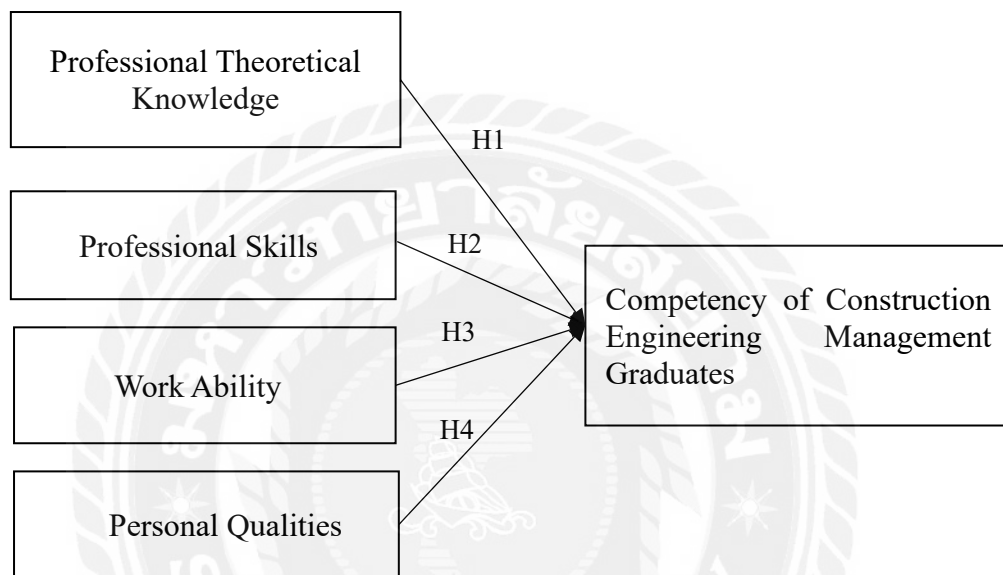 Professional Theoretical
Knowledge
H1
Professional Skills
H2
Competency of Construction
Engineering Management
Graduates
H3
Work Ability
H4
Personal Qualities